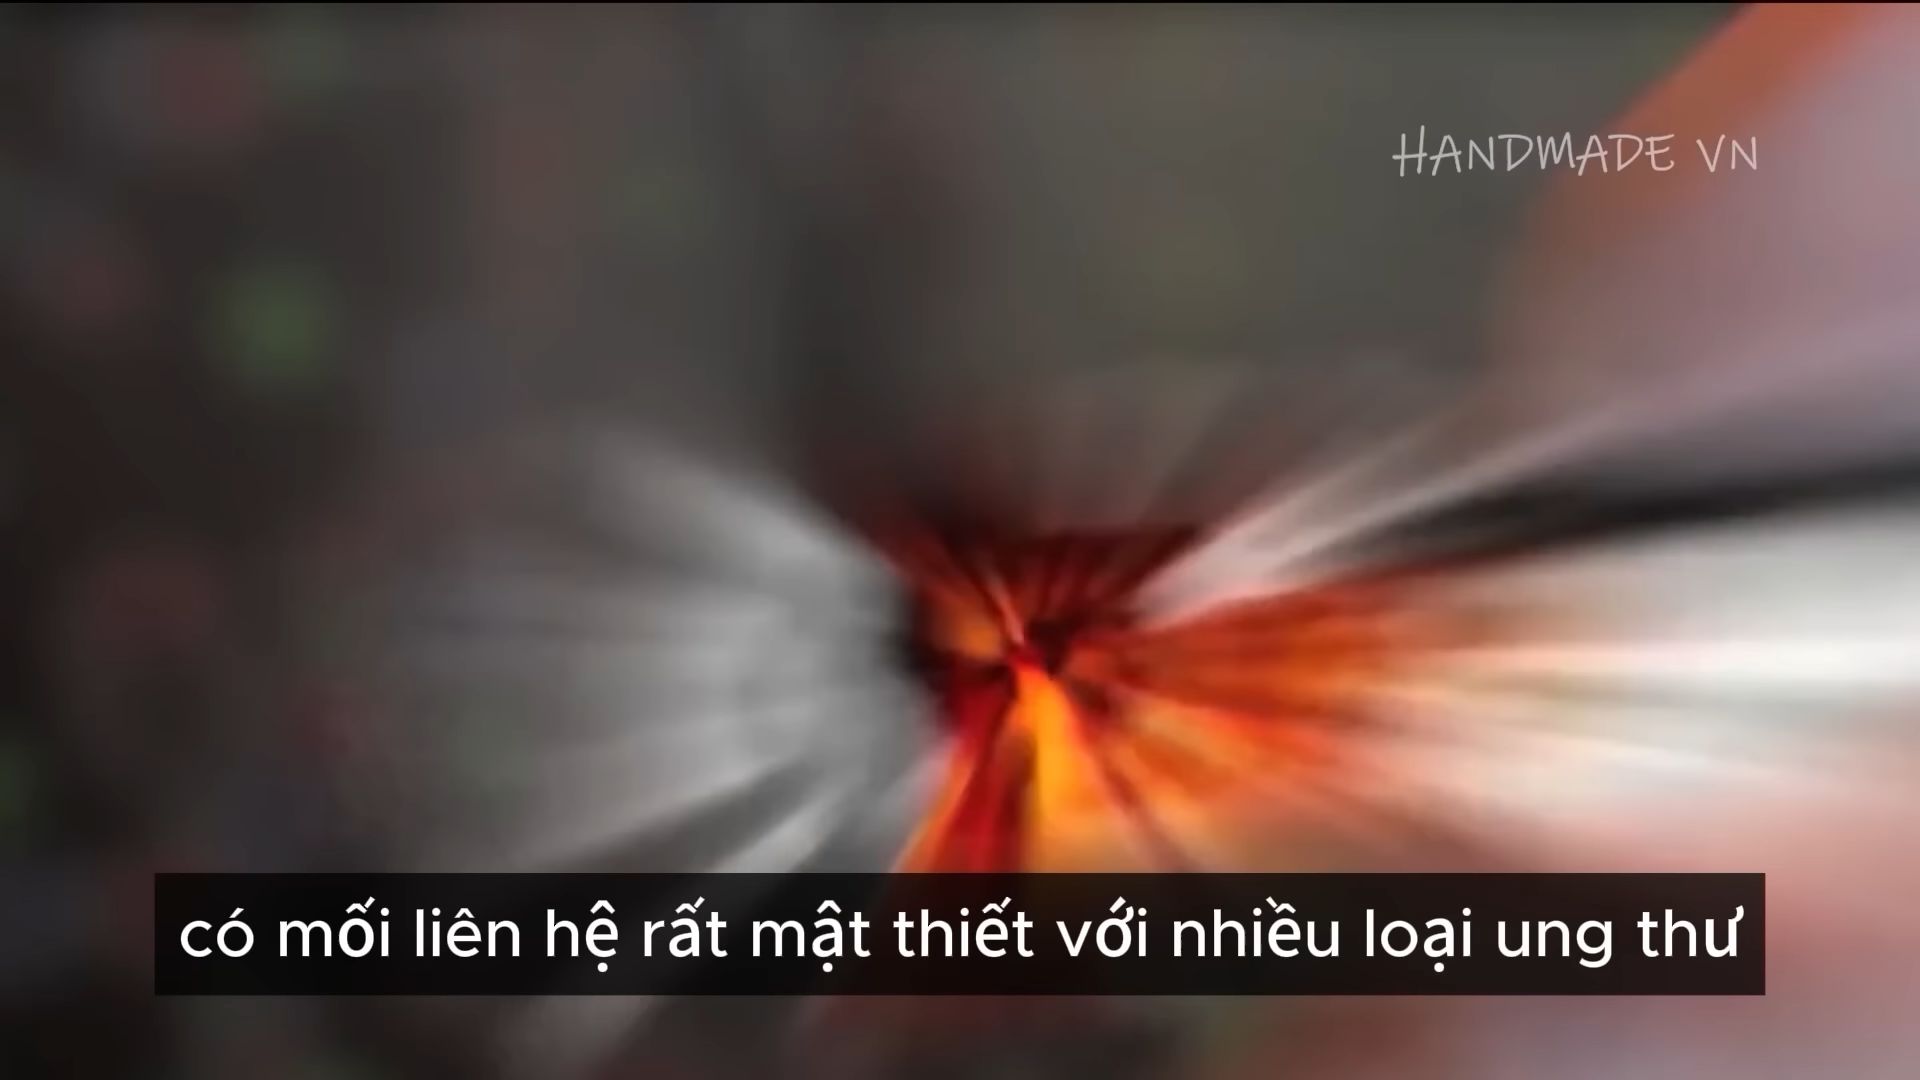 HANDMADE VN
có mối liên hệ rất mật thiết với nhiều loại ung thư